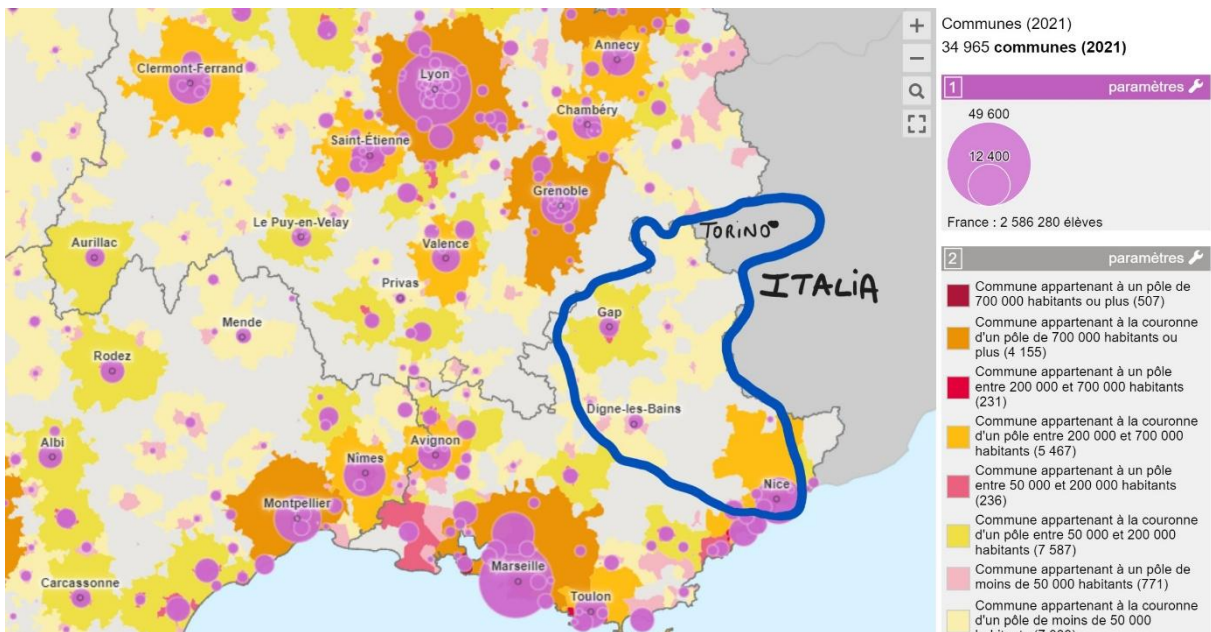 Annecy
Clermont-Ferrand
Lyon
Chambéry
Saint-Étienne
Grenoble
Le Puy-en-Velay
TORINO
Aurillac
Valence
Privas
ITALIA
Gap
Mende
Rodez
Digne-les-Bains
Albi
Avignon
Nîmes
Nice
Montpellier
Marseille
Carcassonne
Toulon
+
−
Communes (2021)
34 965 communes (2021)
1 paramètres
49 600
12 400
France : 2 586 280 élèves
2 paramètres
Commune appartenant à un pôle de
700 000 habitants ou plus (507)
Commune appartenant à la couronne
d'un pôle de 700 000 habitants ou
plus (4 155)
Commune appartenant à un pôle
entre 200 000 et 700 000 habitants
(231)
Commune appartenant à la couronne
d'un pôle entre 200 000 et 700 000
habitants (5 467)
Commune appartenant à un pôle
entre 50 000 et 200 000 habitants
(236)
Commune appartenant à la couronne
d'un pôle entre 50 000 et 200 000
habitants (7 587)
Commune appartenant à un pôle de
moins de 50 000 habitants (771)
Commune appartenant à la couronne
d'un pôle de moins de 50 000